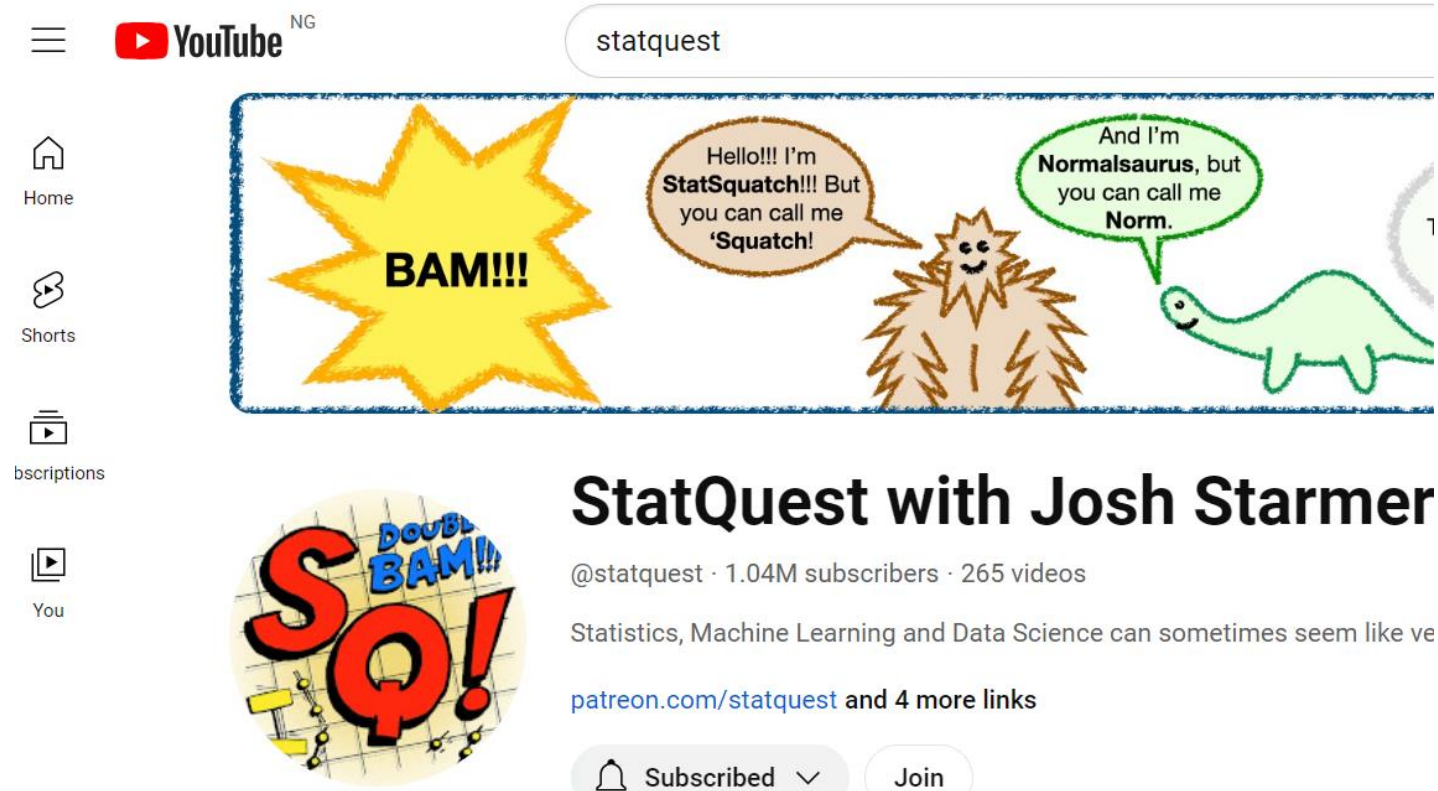 YouTube NG
statquest
Home
Shorts
bscriptions
You
BAM!!!
Hello!!! I'm
StatSquatch!!! But
you can call me
‘Squatch!
And I'm
Normalsaurus, but
you can call me
Norm.
T
DOUBL
BAM!!!
SQ!
StatQuest with Josh Starmer
@statquest · 1.04M subscribers · 265 videos
Statistics, Machine Learning and Data Science can sometimes seem like ve
patreon.com/statquest and 4 more links
Subscribed
Join